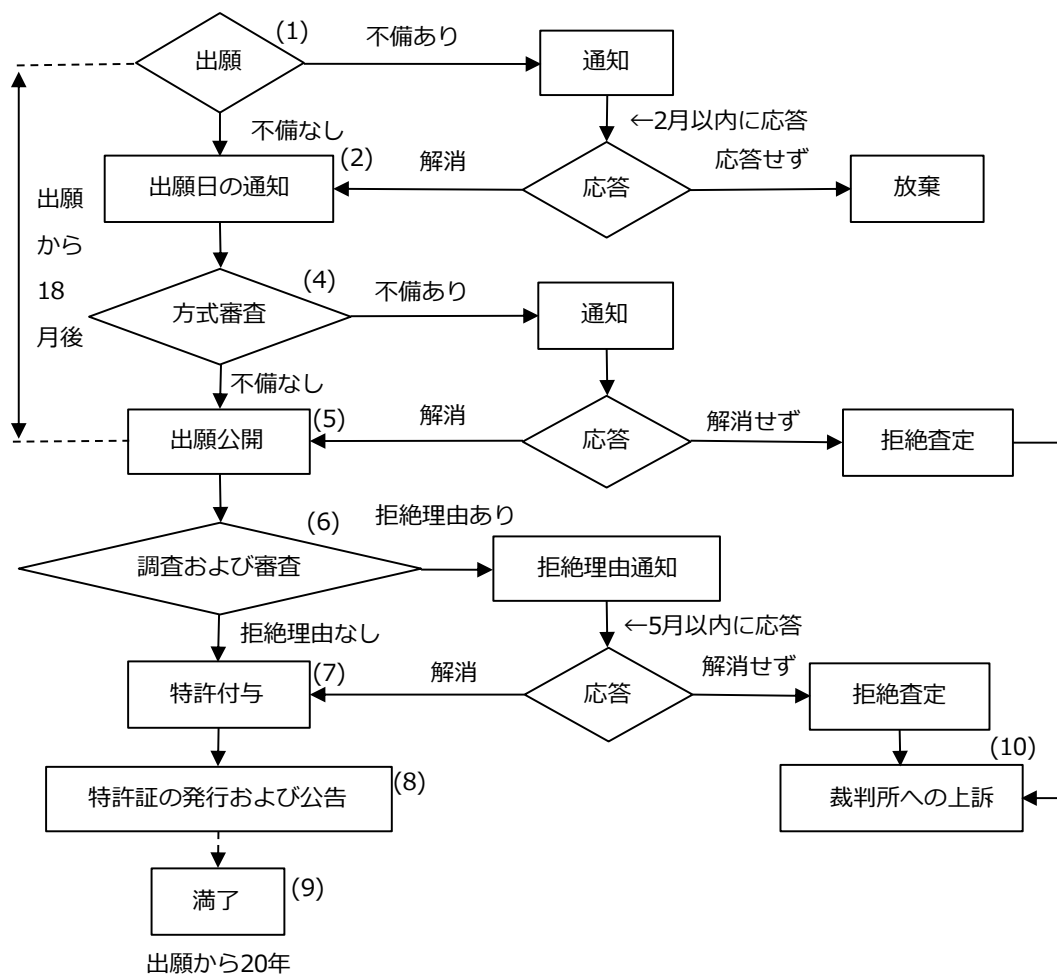 (1)
出願
不備あり
通知
←2月以内に応答
不備なし
(2)
出願日の通知
解消
応答
応答せず
放棄
出願
から
18
月後
(4)
方式審査
不備あり
通知
不備なし
(5)
出願公開
解消
応答
解消せず
拒絶査定
(6)
調査および審査
拒絶理由あり
拒絶理由通知
←5月以内に応答
拒絶理由なし
(7)
特許付与
解消
応答
解消せず
拒絶査定
(8)
特許証の発行および公告
(10)
裁判所への上訴
満了
(9)
出願から20年